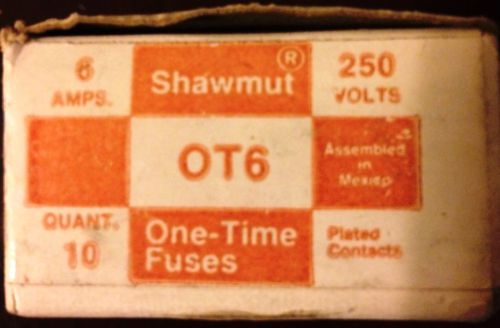 6
AMPS.
Shawmut®
250
VOLTS
OT6
Assembled
in
Mexico
QUANT.
10
One-Time
Fuses
Plated
Contacts